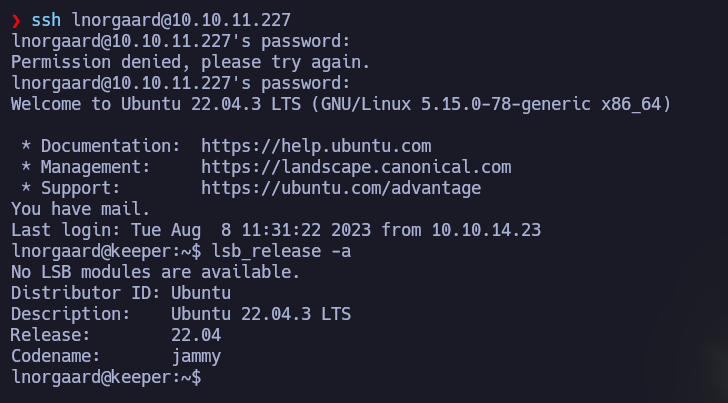 ❯ ssh lnorgaard@10.10.11.227
lnorgaard@10.10.11.227's password:
Permission denied, please try again.
lnorgaard@10.10.11.227's password:
Welcome to Ubuntu 22.04.3 LTS (GNU/Linux 5.15.0-78-generic x86_64)

 * Documentation:  https://help.ubuntu.com
 * Management:     https://landscape.canonical.com
 * Support:        https://ubuntu.com/advantage
You have mail.
Last login: Tue Aug  8 11:31:22 2023 from 10.10.14.23
lnorgaard@keeper:~$ lsb_release -a
No LSB modules are available.
Distributor ID: Ubuntu
Description:    Ubuntu 22.04.3 LTS
Release:        22.04
Codename:       jammy
lnorgaard@keeper:~$